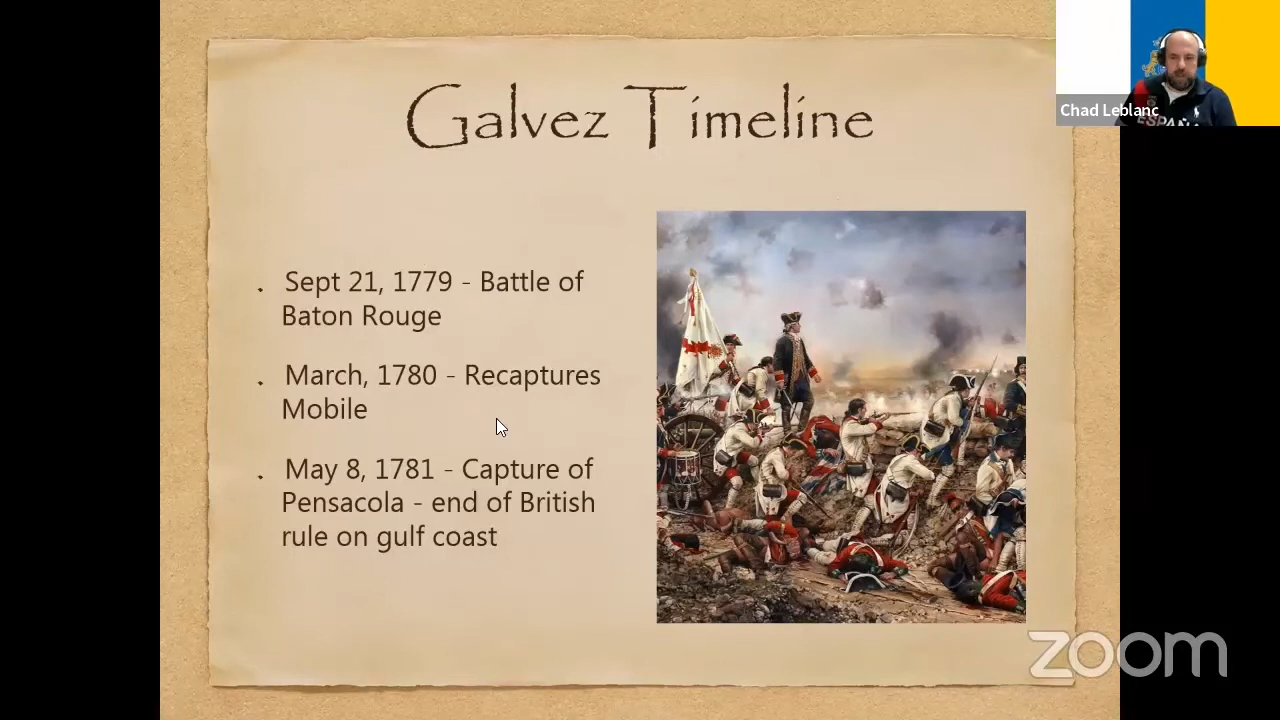 Galvez Timeline
Chad Leblanc
ESPAÑA
. Sept 21, 1779 - Battle of
Baton Rouge
. March, 1780 - Recaptures
Mobile
. May 8, 1781 - Capture of
Pensacola - end of British
rule on gulf coast
zoom